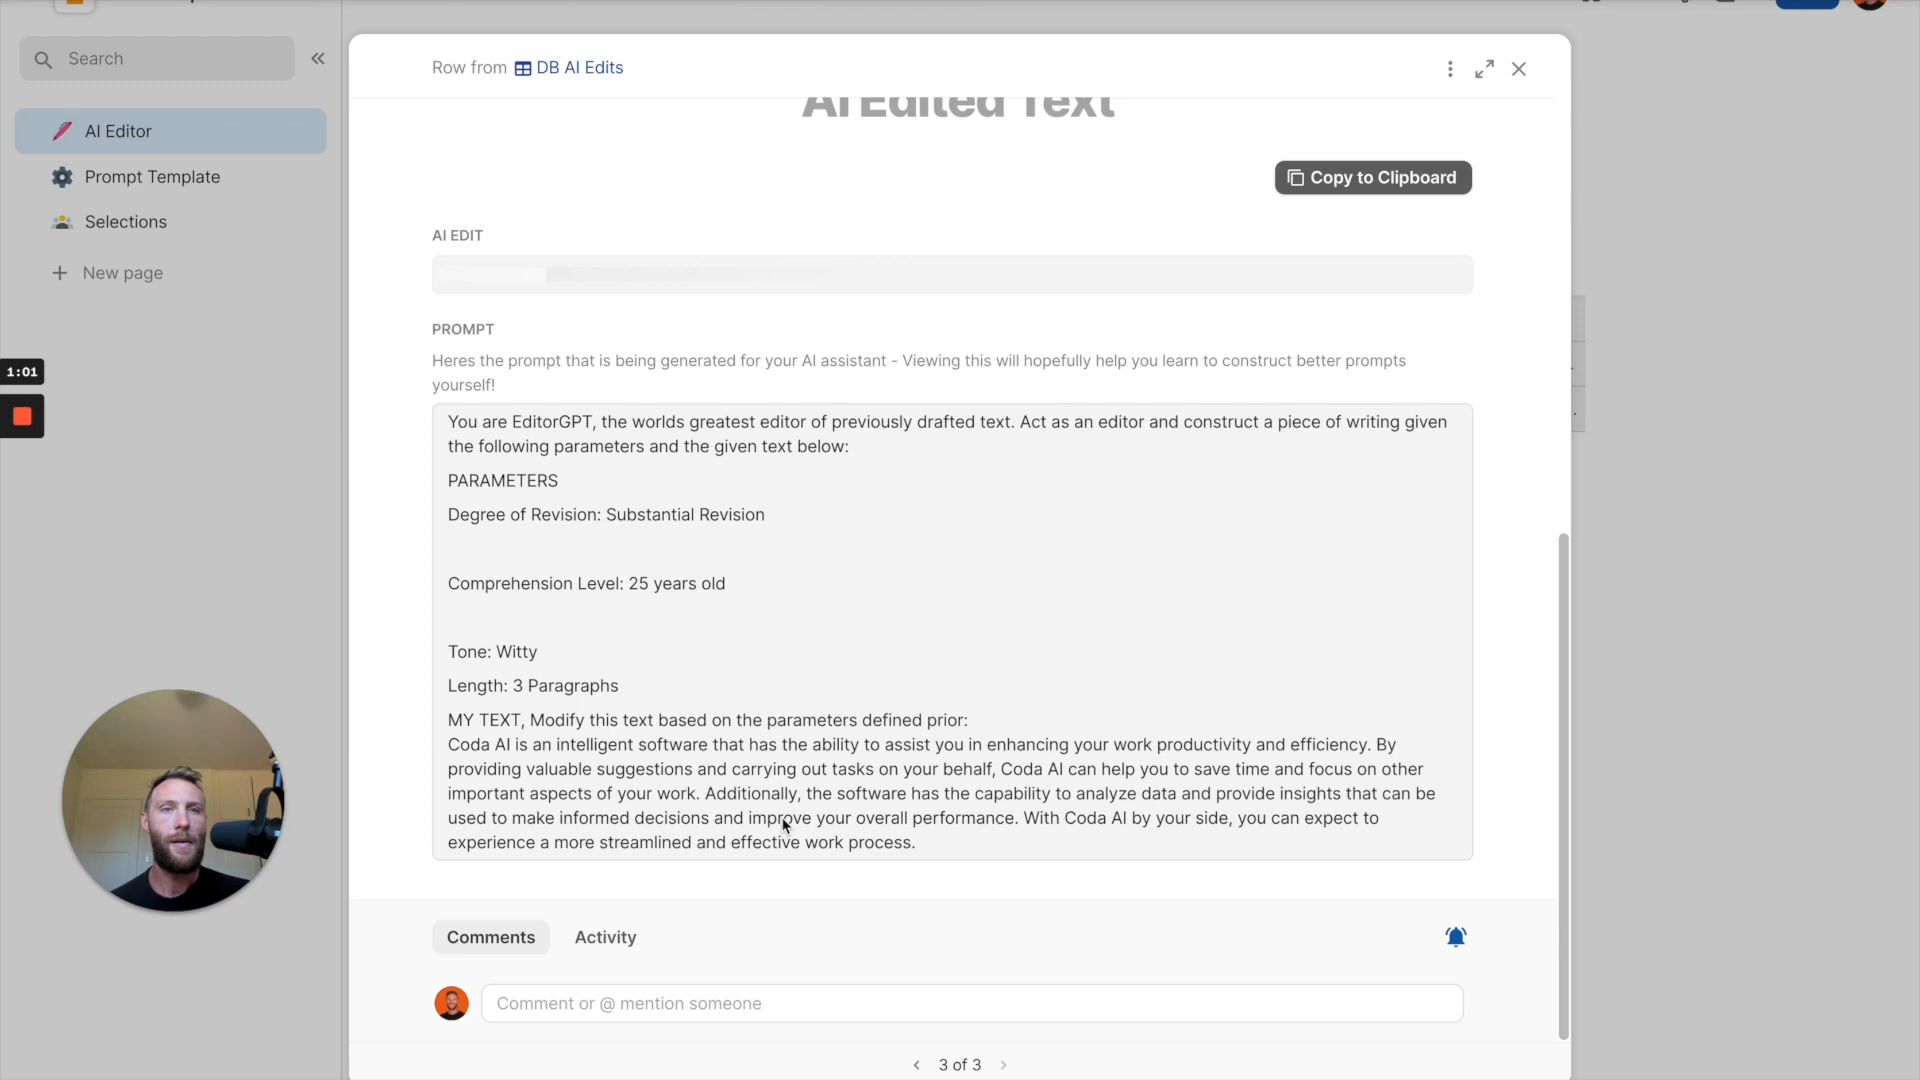 Search
Row from DB AI Edits
AI Edited Text
AI Editor
Prompt Template
Selections
New page
Copy to Clipboard
AI EDIT
PROMPT
Heres the prompt that is being generated for your AI assistant - Viewing this will hopefully help you learn to construct better prompts
yourself!
1:01
You are EditorGPT, the worlds greatest editor of previously drafted text. Act as an editor and construct a piece of writing given
the following parameters and the given text below:
PARAMETERS
Degree of Revision: Substantial Revision
Comprehension Level: 25 years old
Tone: Witty
Length: 3 Paragraphs
MY TEXT, Modify this text based on the parameters defined prior:
Coda AI is an intelligent software that has the ability to assist you in enhancing your work productivity and efficiency. By
providing valuable suggestions and carrying out tasks on your behalf, Coda AI can help you to save time and focus on other
important aspects of your work. Additionally, the software has the capability to analyze data and provide insights that can be
used to make informed decisions and improve your overall performance. With Coda AI by your side, you can expect to
experience a more streamlined and effective work process.
Comments Activity
Comment or @ mention someone
3 of 3